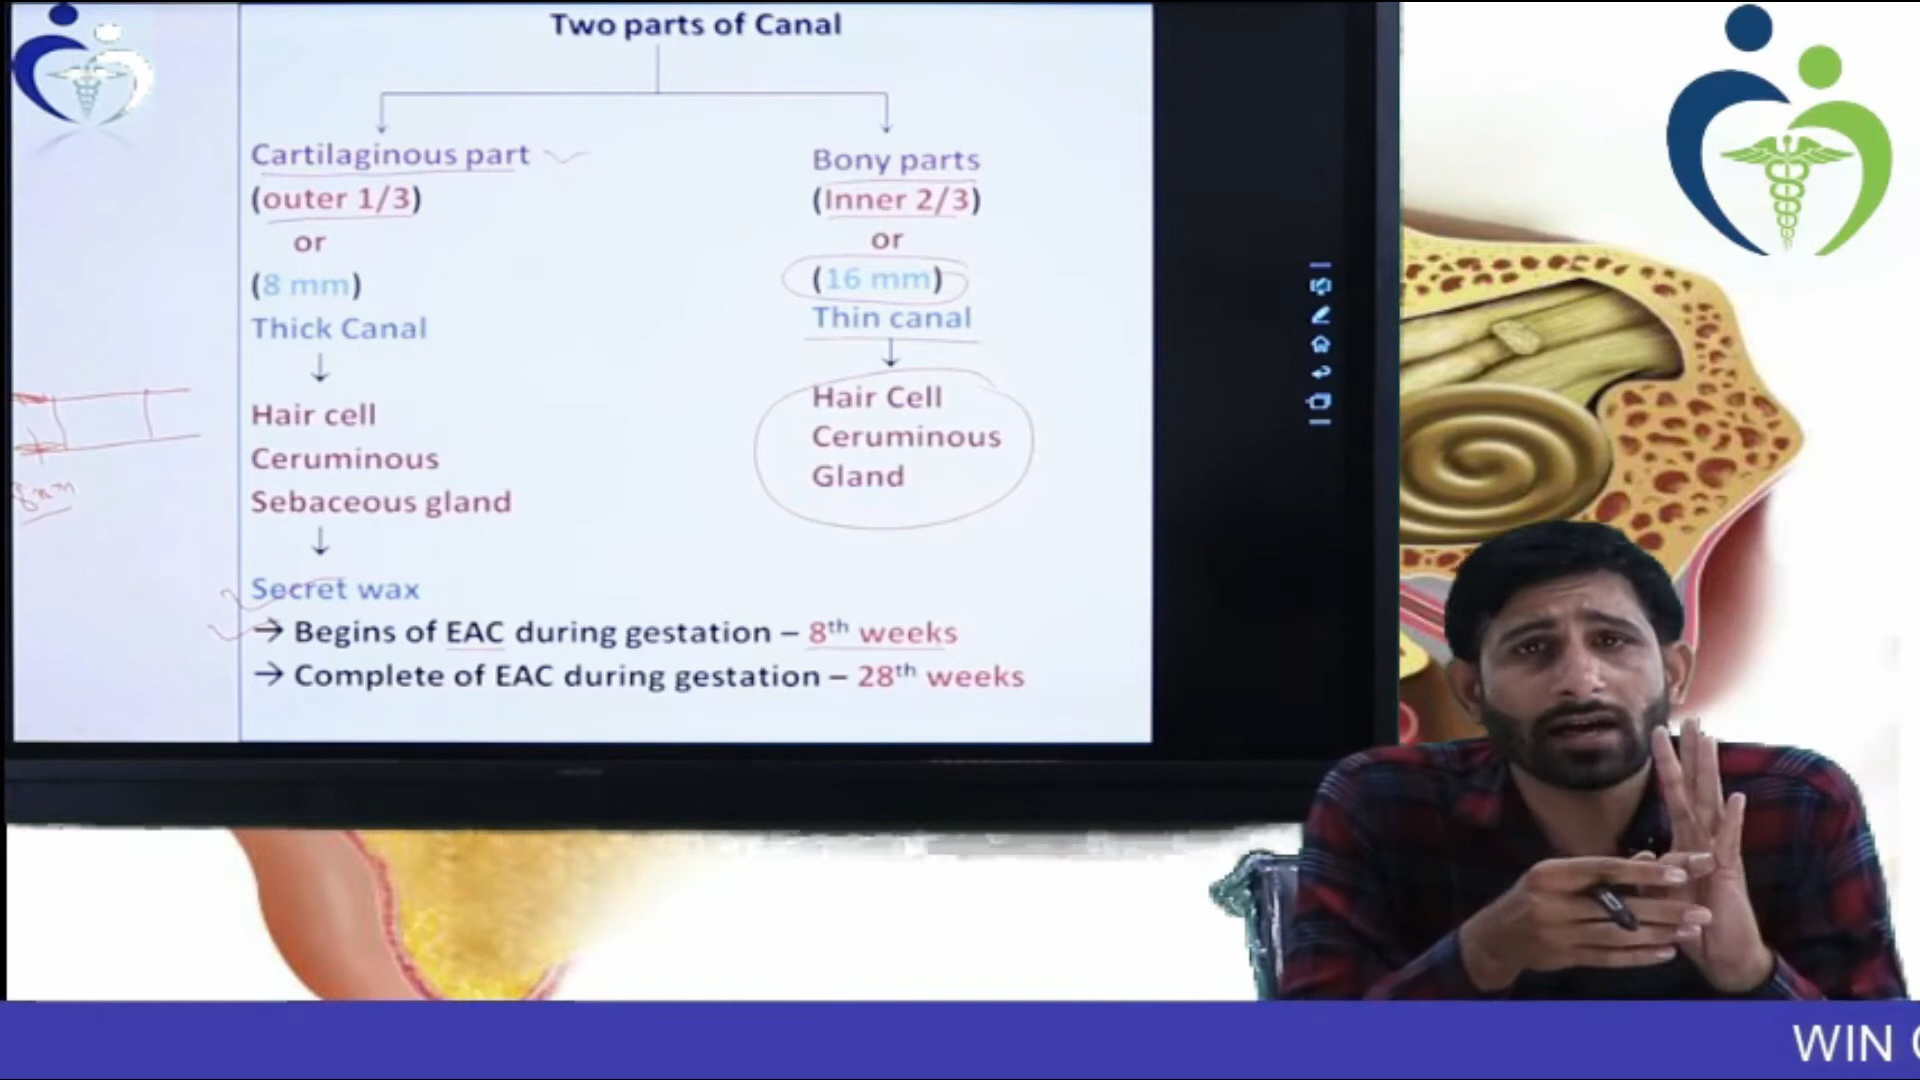 Two parts of Canal
Cartilaginous part
(outer 1/3)
or
(8 mm)
Thick Canal
Hair cell
Ceruminous
Sebaceous gland
Secret wax
Bony parts
(Inner 2/3)
or
(16 mm)
Thin canal
Hair Cell
Ceruminous
Gland
→ Begins of EAC during gestation – 8th weeks
→ Complete of EAC during gestation – 28th weeks
8mm
WIN